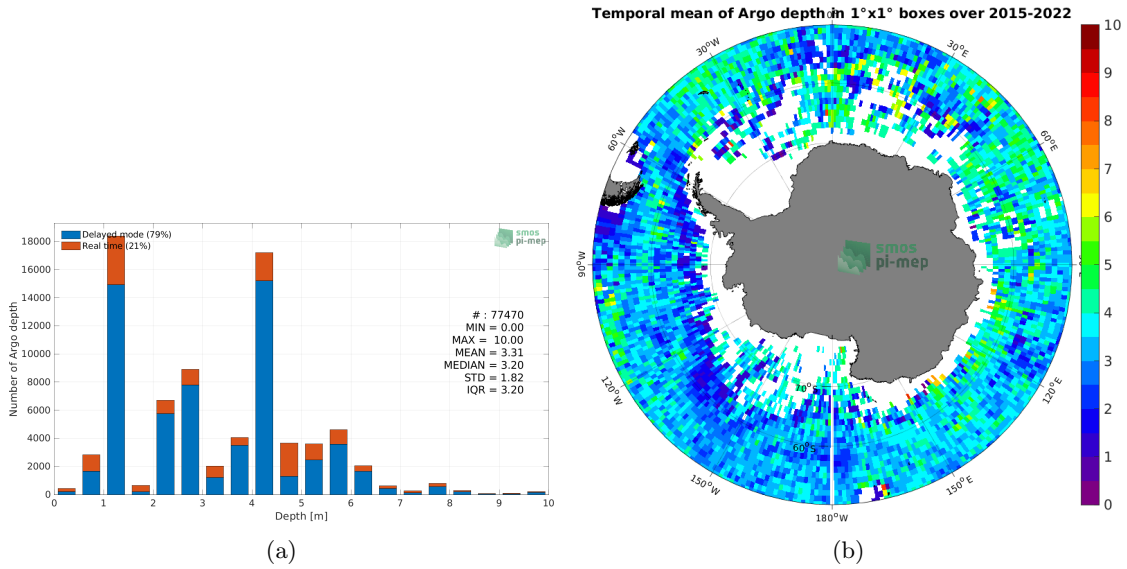 Delayed mode (79%)
Real time (21%)
smos
pi-mep
# : 77470
MIN = 0.00
MAX = 10.00
MEAN = 3.31
MEDIAN = 3.20
STD = 1.82
IQR = 3.20
Number of Argo depth
18000
16000
14000
12000
10000
8000
6000
4000
2000
0
0 1 2 3 4 5 6 7 8 9 10
Depth [m]
(a)
Temporal mean of Argo depth in 1°x1° boxes over 2015-2022
30°W
30°E
60°W
60°E
90°W
smos
pi-mep
120°W
120°E
70°S
60°S
150°W
150°E
180°W
10
9
8
7
6
5
4
3
2
1
0
(b)